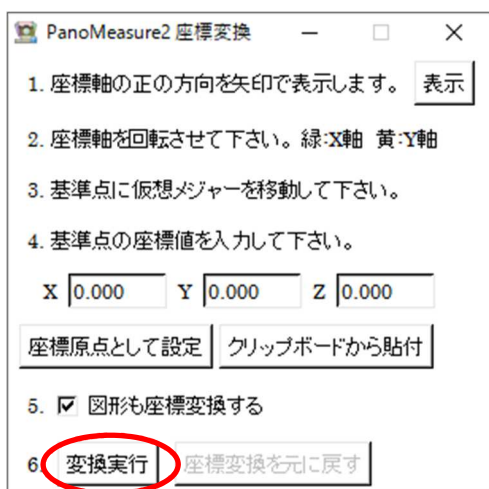 PanoMeasure2 座標変換
1. 座標軸の正の方向を矢印で表示します。 表示
2. 座標軸を回転させて下さい。緑:X軸 黄:Y軸
3. 基準点に仮想メジャーを移動して下さい。
4. 基準点の座標値を入力して下さい。
X 0.000 Y 0.000 Z 0.000
座標原点として設定 クリップボードから貼付
5. 図形も座標変換する
6. 変換実行 座標変換を元に戻す